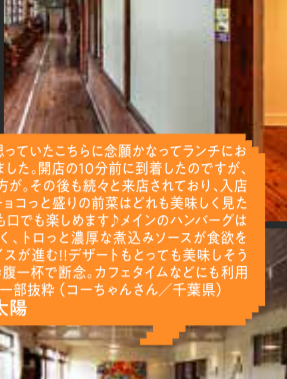 思っていたこちらに念願かなってランチにお
ました。開店の10分前に到着したのですが、
方が。その後も続々と来店されており、入店
チョコっと盛りの前菜はどれも美味しく見た
も口でも楽しめます♪メインのハンバーグは
く、トロっと濃厚な煮込みソースが食欲を
イスが進む!!デザートもとっても美味しそう
腹一杯で断念。カフェタイムなどにも利用
一部抜粋（コーちゃんさん／千葉県）
太陽